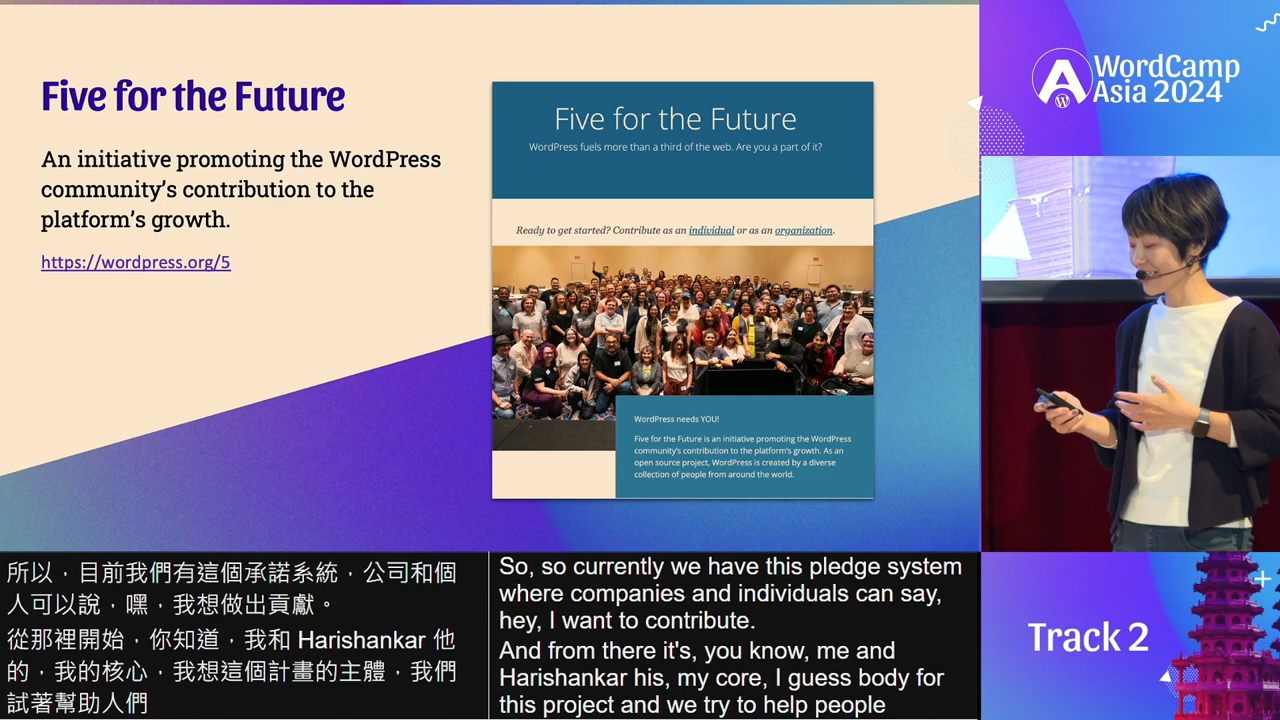 Five for the Future
An initiative promoting the WordPress
community's contribution to the
platform's growth.
https://wordpress.org/5
Five for the Future
WordPress fuels more than a third of the web. Are you a part of it?
Ready to get started? Contribute as an individual or as an organization.
WordPress needs YOU!
Five for the Future is an initiative promoting the WordPress
community's contribution to the platform's growth. As an
open source project, WordPress is created by a diverse
collection of people from around the world.
WordCamp
Asia 2024
Track 2
所以，目前我們有這個承諾系統，公司和個
人可以說，嘿，我想做出貢獻。
從那裡開始，你知道，我和 Harishankar 他
的，我的核心，我想這個計畫的主體，我們
試著幫助人們
So, so currently we have this pledge system
where companies and individuals can say,
hey, I want to contribute.
And from there it's, you know, me and
Harishankar his, my core, I guess body for
this project and we try to help people